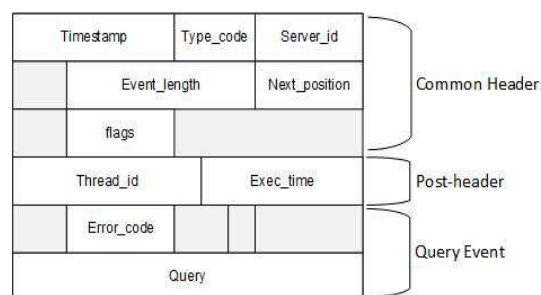 Timestamp Type_code Server_id
Event_length Next_position
Common Header
flags
Thread_id Exec_time
Post-header
Error_code
Query Event
Query